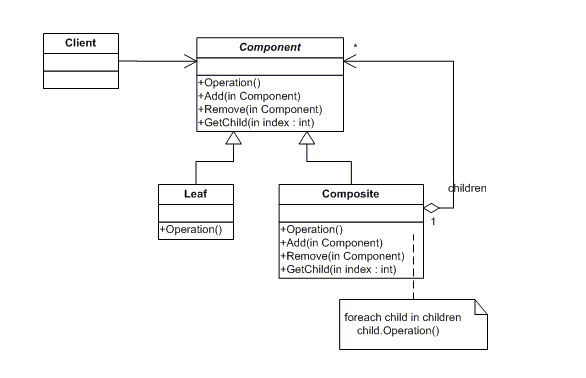 Client
Component
*
+Operation()
+Add(in Component)
+Remove(in Component)
+GetChild(in index : int)
children
Leaf
+Operation()
Composite
1
+Operation()
+Add(in Component)
+Remove(in Component)
+GetChild(in index : int)
foreach child in children
child.Operation()